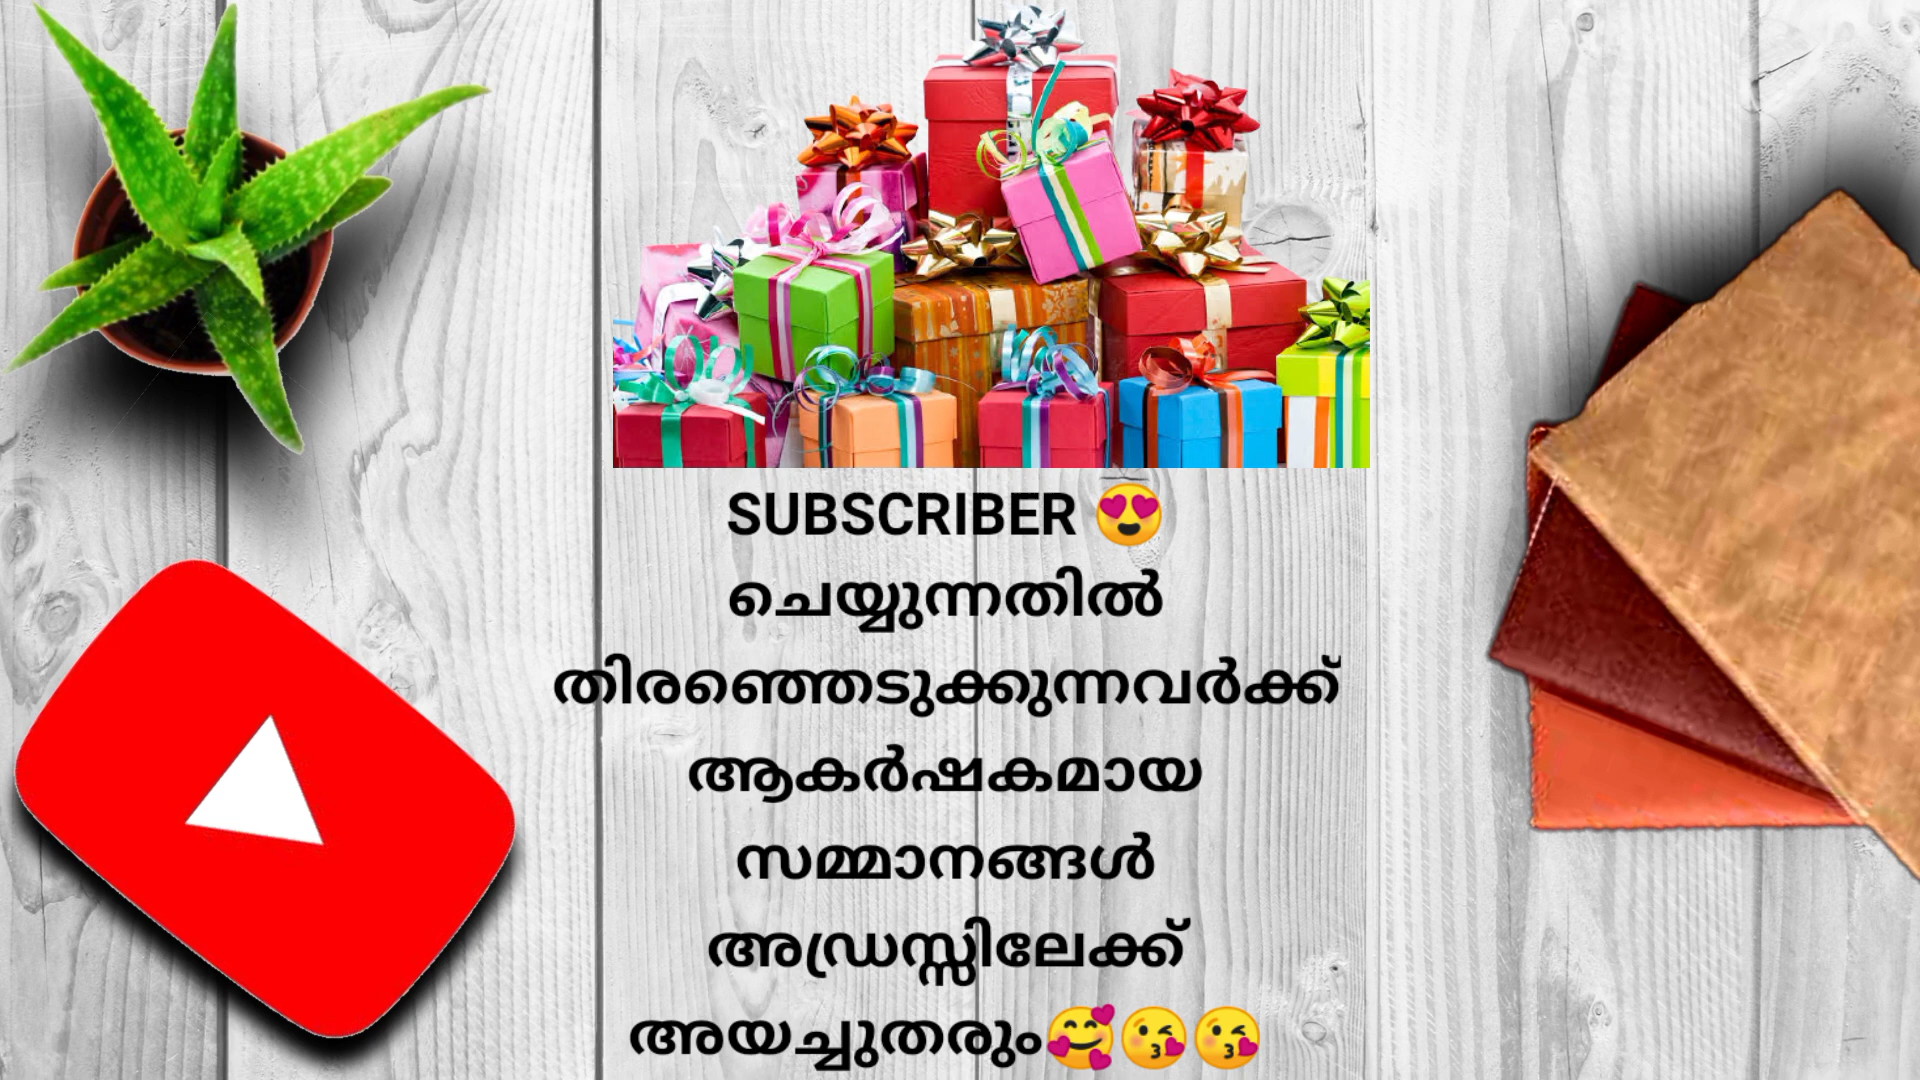 SUBSCRIBER 😍
ചെയ്യുന്നതിൽ
തിരഞ്ഞെടുക്കുന്നവർക്ക്
ആകർഷകമായ
സമ്മാനങ്ങൾ
അഡ്രസ്സിലേക്ക്
അയച്ചുതരും🥰😘😘